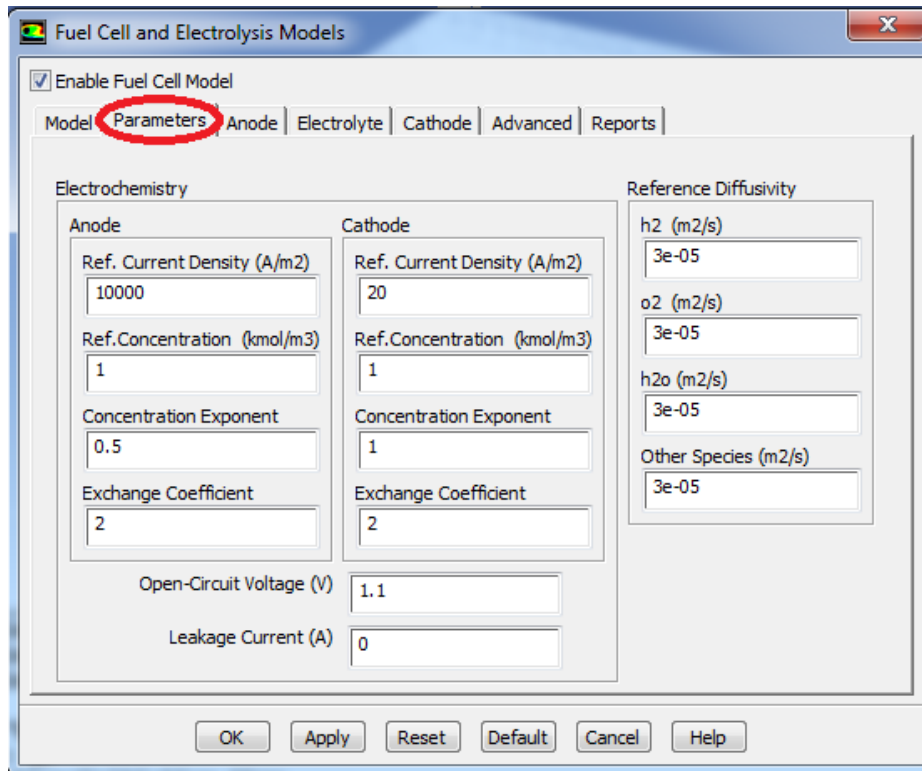 Fuel Cell and Electrolysis Models
X
Enable Fuel Cell Model
Model Parameters Anode Electrolyte Cathode Advanced Reports
Electrochemistry
Anode
Ref. Current Density (A/m2)
10000
Ref.Concentration (kmol/m3)
1
Concentration Exponent
0.5
Exchange Coefficient
2
Cathode
Ref. Current Density (A/m2)
20
Ref.Concentration (kmol/m3)
1
Concentration Exponent
1
Exchange Coefficient
2
Open-Circuit Voltage (V)
1.1
Leakage Current (A)
0
Reference Diffusivity
h2 (m2/s)
3e-05
o2 (m2/s)
3e-05
h2o (m2/s)
3e-05
Other Species (m2/s)
3e-05
OK Apply Reset Default Cancel Help